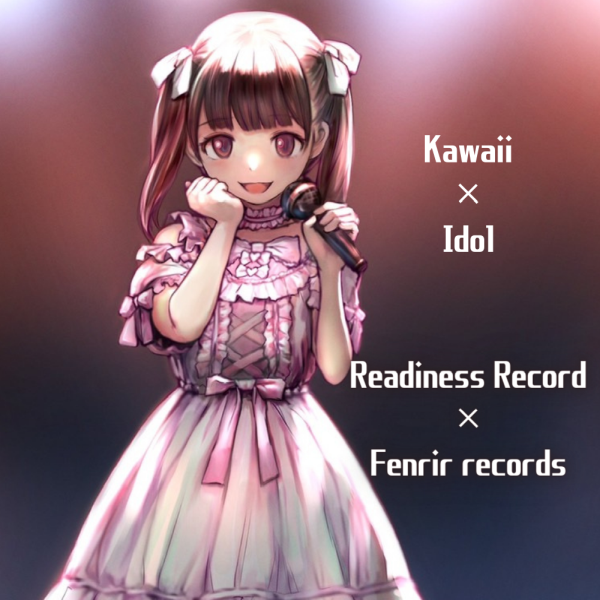 Kawaii
×
Idol
Readiness Record
×
Fenrir records